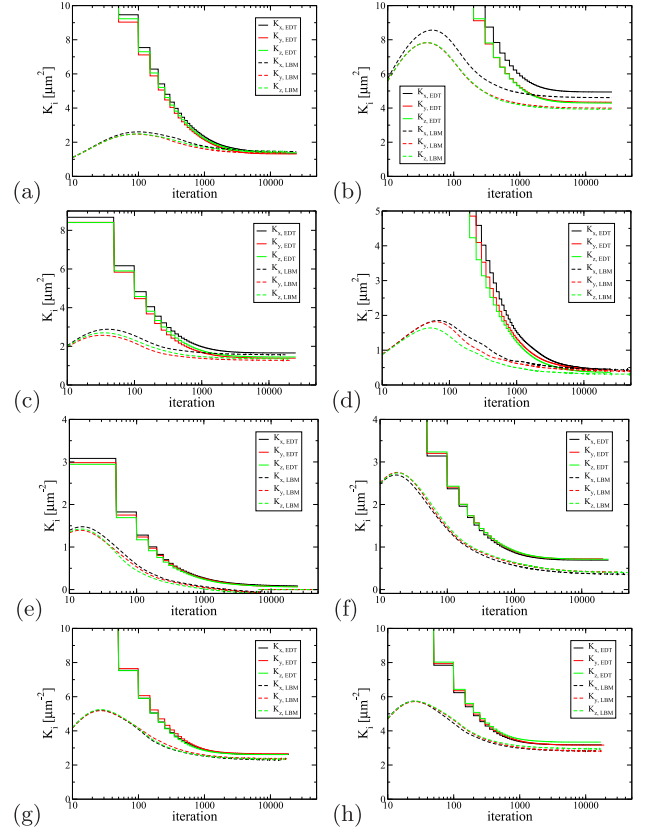 K_i [µm²]
10
8
6
4
2
0
K_x, EDT
K_y, EDT
K_z, EDT
K_x, LBM
K_y, LBM
K_z, LBM
10 100 1000 10000
iteration
(a)
K_i [µm²]
10
8
6
4
2
0
K_x, EDT
K_y, EDT
K_z, EDT
K_x, LBM
K_y, LBM
K_z, LBM
10 100 1000 10000
iteration
(b)
K_i [µm²]
8
6
4
2
0
K_x, EDT
K_y, EDT
K_z, EDT
K_x, LBM
K_y, LBM
K_z, LBM
10 100 1000 10000
iteration
(c)
K_i [µm²]
5
4
3
2
1
0
K_x, EDT
K_y, EDT
K_z, EDT
K_x, LBM
K_y, LBM
K_z, LBM
10 100 1000 10000
iteration
(d)
K_i [µm⁻²]
4
3
2
1
0
K_x, EDT
K_y, EDT
K_z, EDT
K_x, LBM
K_y, LBM
K_z, LBM
10 100 1000 10000
iteration
(e)
K_i [µm⁻²]
4
3
2
1
0
K_x, EDT
K_y, EDT
K_z, EDT
K_x, LBM
K_y, LBM
K_z, LBM
10 100 1000 10000
iteration
(f)
K_i [µm⁻²]
10
8
6
4
2
0
K_x, EDT
K_y, EDT
K_z, EDT
K_x, LBM
K_y, LBM
K_z, LBM
10 100 1000 10000
iteration
(g)
K_i [µm⁻²]
10
8
6
4
2
0
K_x, EDT
K_y, EDT
K_z, EDT
K_x, LBM
K_y, LBM
K_z, LBM
10 100 1000 10000
iteration
(h)